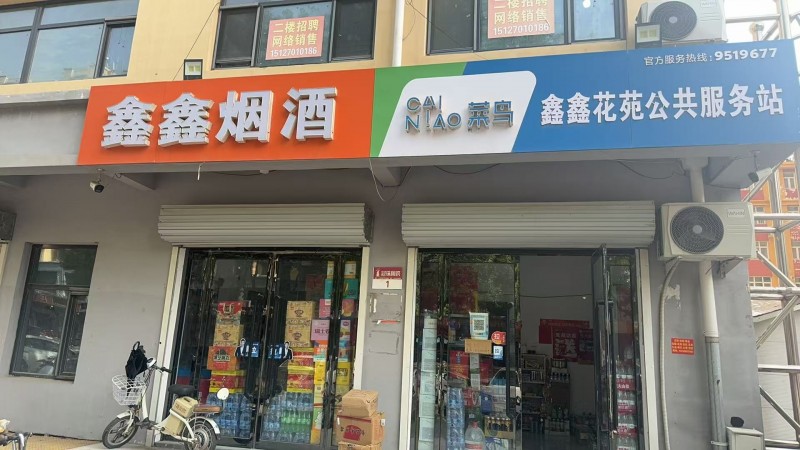 二楼招聘
网络销售
15127010186
二楼招聘
网络销售
15127010186
官方服务热线：9519677
鑫鑫烟酒
CAI
NIAO 菜鸟
鑫鑫花苑公共服务站
1